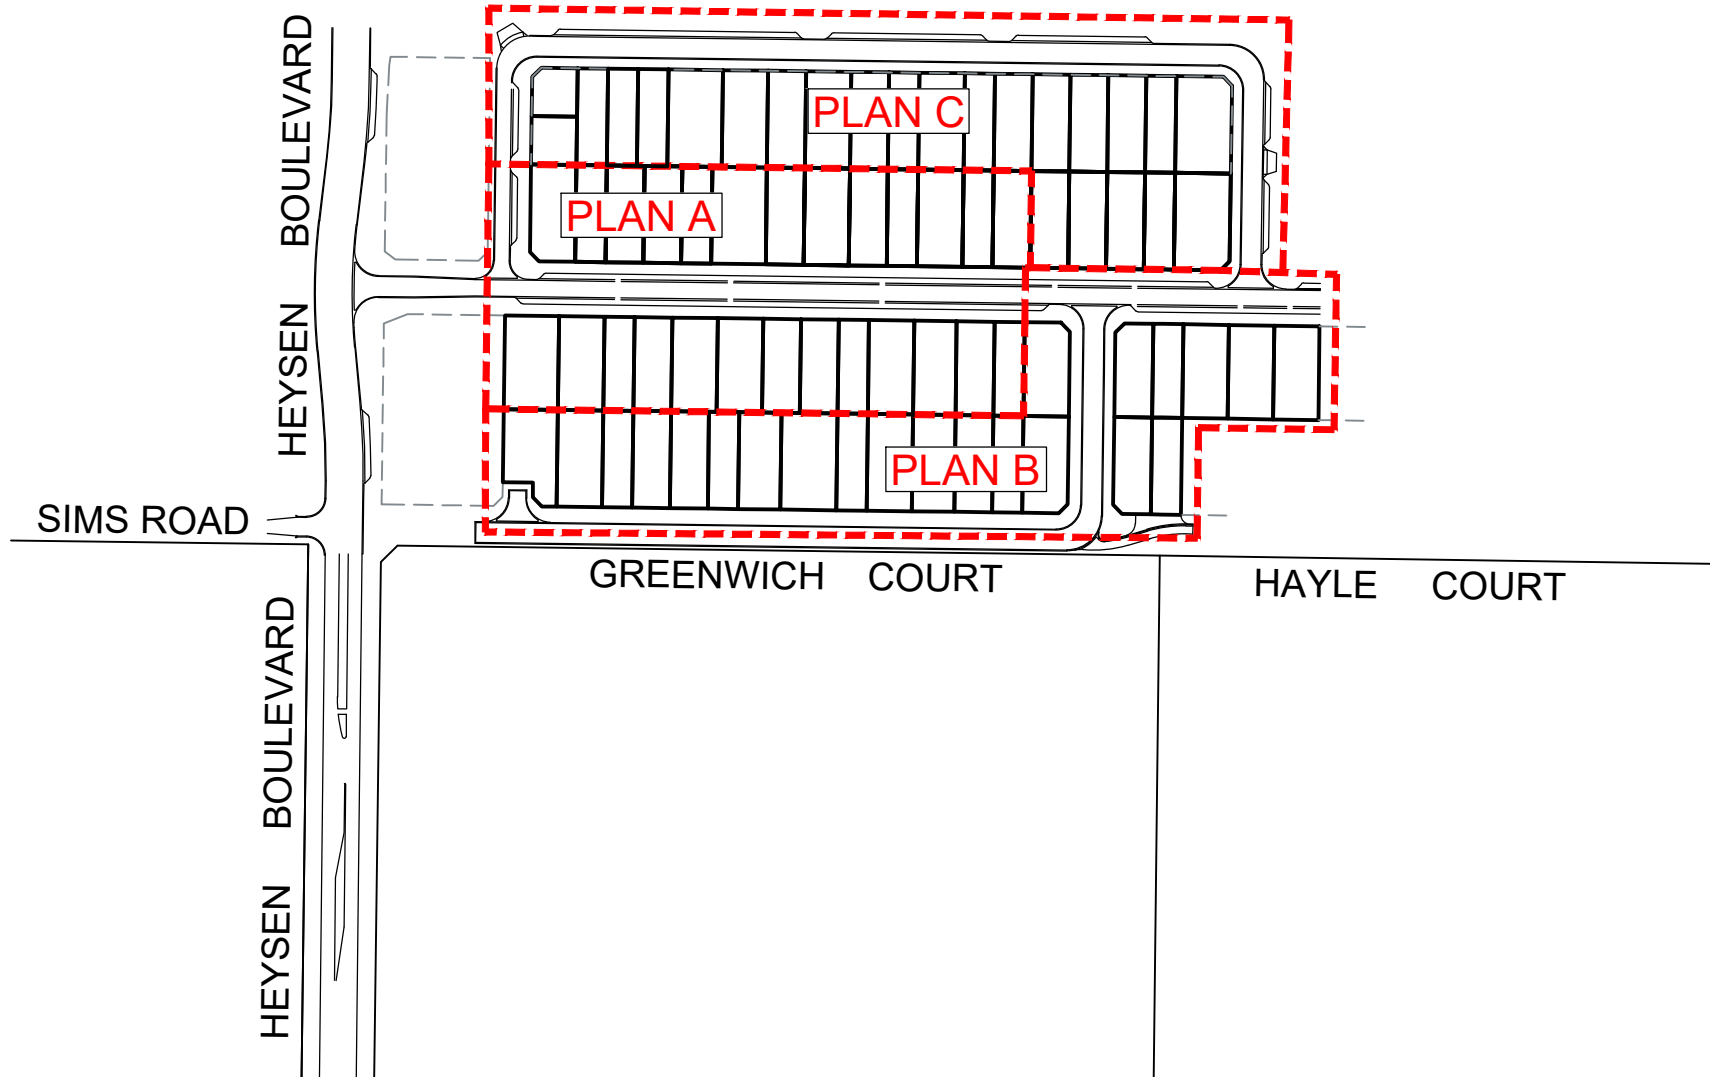 HEYSEN BOULEVARD
PLAN C
PLAN A
PLAN B
SIMS ROAD
GREENWICH COURT
HAYLE COURT
HEYSEN BOULEVARD